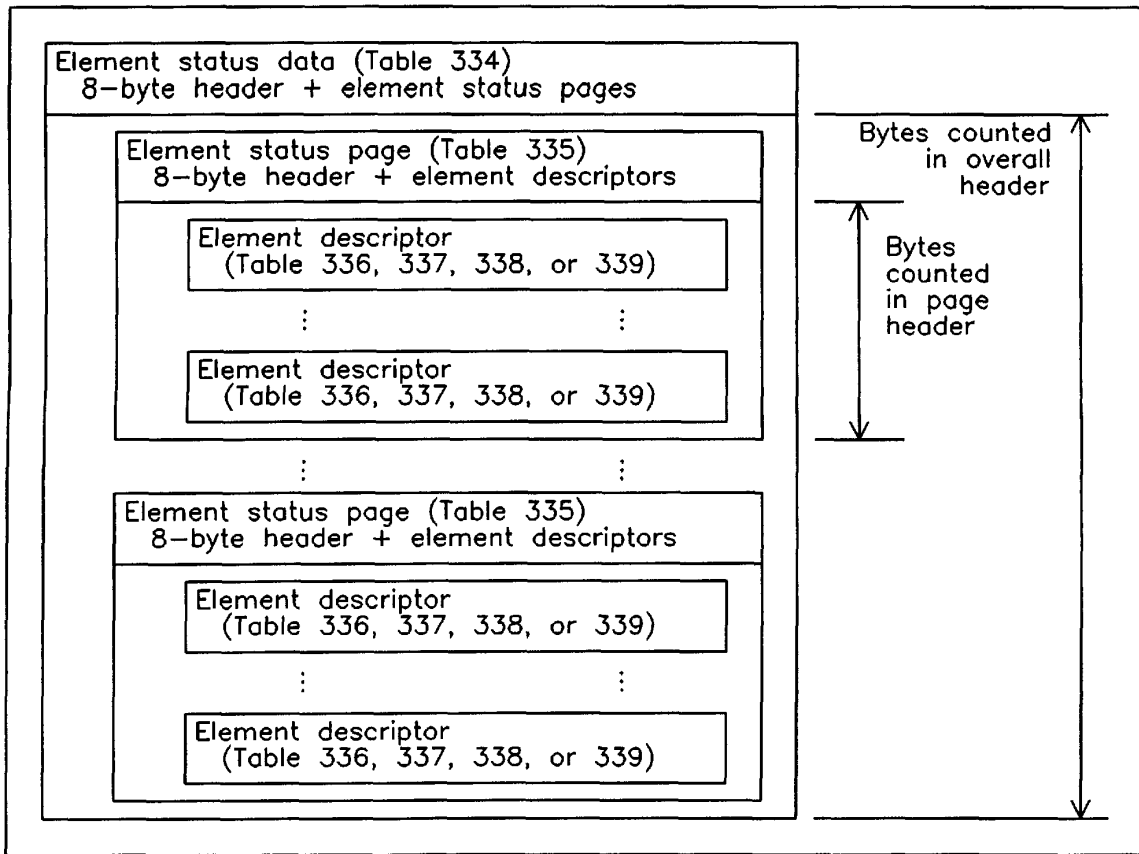 Element status data (Table 334)
8-byte header + element status pages
Bytes counted
in overall
header
Element status page (Table 335)
8-byte header + element descriptors
Bytes
counted
in page
header
Element descriptor
(Table 336, 337, 338, or 339)
Element descriptor
(Table 336, 337, 338, or 339)
Element status page (Table 335)
8-byte header + element descriptors
Element descriptor
(Table 336, 337, 338, or 339)
Element descriptor
(Table 336, 337, 338, or 339)